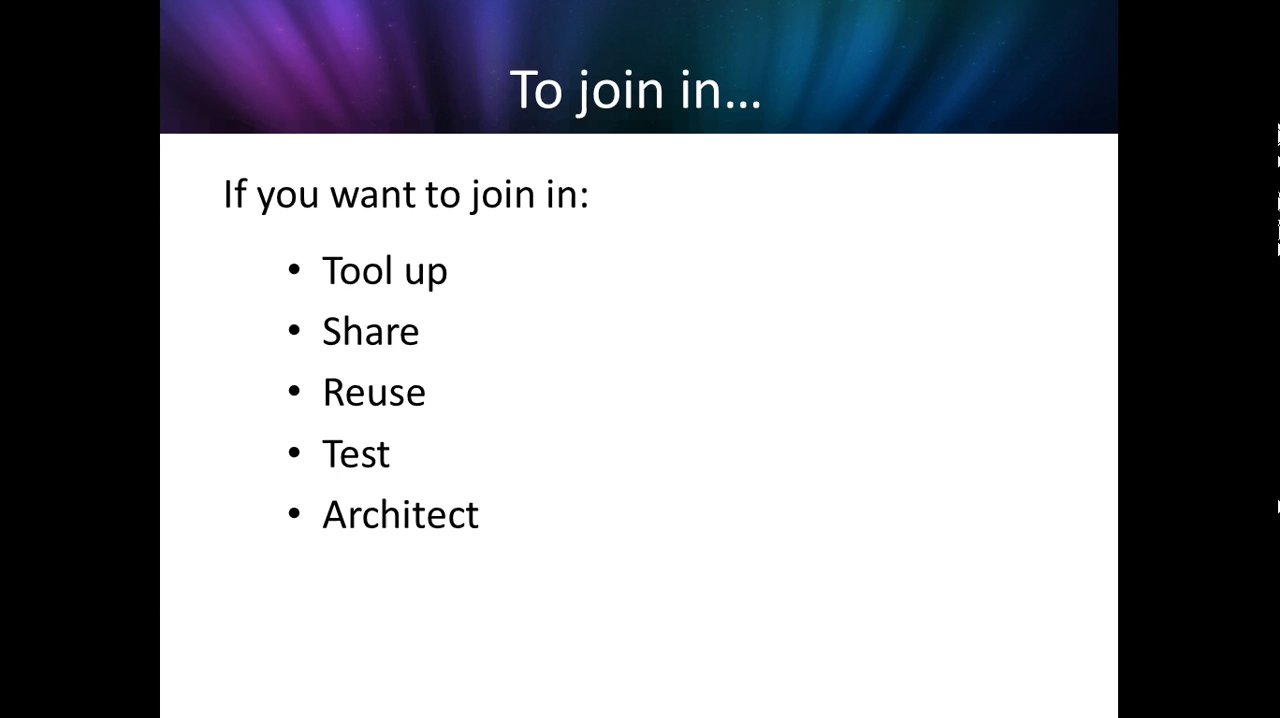 To join in...
If you want to join in:
• Tool up
• Share
• Reuse
• Test
• Architect